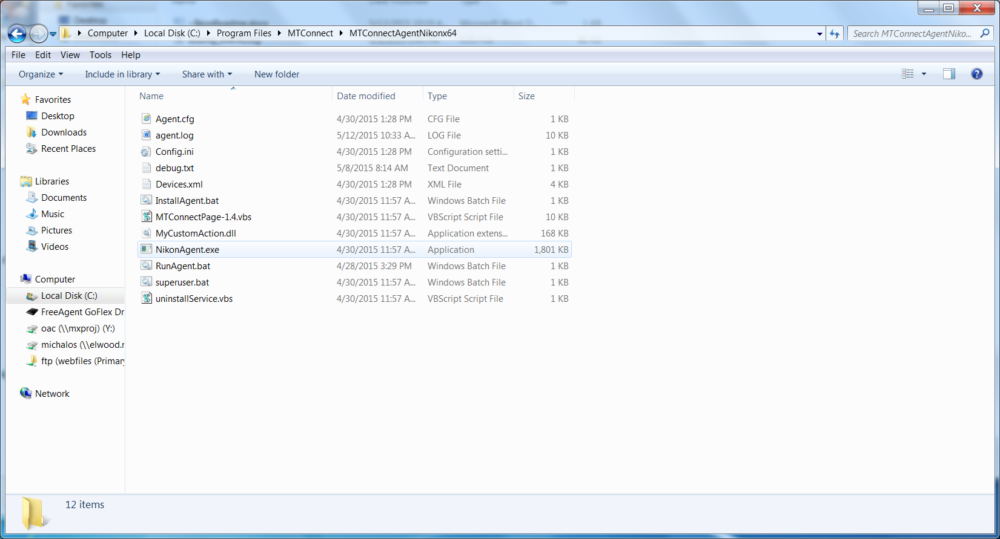 Computer Local Disk (C:) Program Files MTConnect MTConnectAgentNikonx64 Search MTConnectAgentNiko...
File Edit View Tools Help
Organize Include in library Share with New folder
Favorites
Desktop
Downloads
Recent Places
Libraries
Documents
Music
Pictures
Videos
Computer
Local Disk (C:)
FreeAgent GoFlex Dr
oac (\\mxproj) (Y:)
michalos (\\elwood.r
ftp (webfiles (Primary
Network
Name Date modified Type Size
Agent.cfg 4/30/2015 1:28 PM CFG File 1 KB
agent.log 5/12/2015 10:33 A... LOG File 10 KB
Config.ini 4/30/2015 1:28 PM Configuration setti... 1 KB
debug.txt 5/8/2015 8:14 AM Text Document 1 KB
Devices.xml 4/30/2015 1:28 PM XML File 4 KB
InstallAgent.bat 4/30/2015 11:57 A... Windows Batch File 1 KB
MTConnectPage-1.4.vbs 4/30/2015 11:57 A... VBScript Script File 10 KB
MyCustomAction.dll 4/30/2015 11:57 A... Application extens... 168 KB
NikonAgent.exe 4/30/2015 11:57 A... Application 1,801 KB
RunAgent.bat 4/28/2015 3:29 PM Windows Batch File 1 KB
superuser.bat 4/30/2015 11:57 A... Windows Batch File 1 KB
uninstallService.vbs 4/30/2015 11:57 A... VBScript Script File 1 KB
12 items